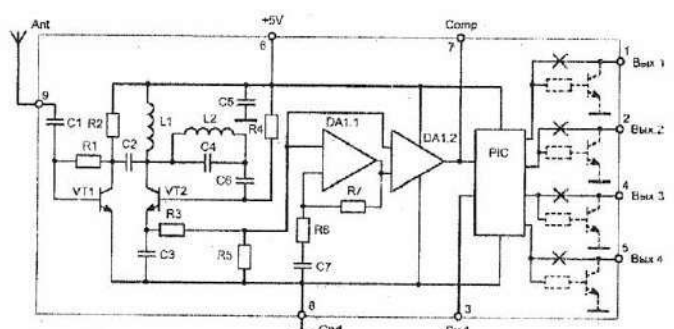 Ant
+5V
Comp
6
7
1
Вых 1
9
C1
R2
L1
L2
C5
R4
DA1.1
DA1.2
C2
C4
R1
PIC
2
Вых.2
VT1
VT2
C6
R7
4
Вых 3
R3
R6
C3
R5
C7
5
Вых 4
8
3